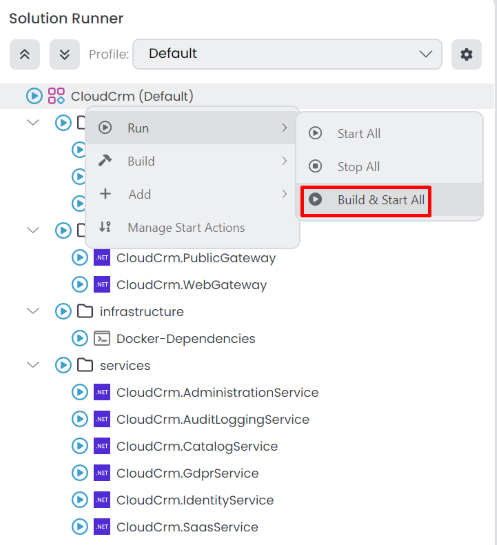 Solution Runner
Profile: Default
CloudCrm (Default)
Run
Build
Add
Manage Start Actions
Start All
Stop All
Build & Start All
.NET CloudCrm.PublicGateway
.NET CloudCrm.WebGateway
infrastructure
Docker-Dependencies
services
.NET CloudCrm.AdministrationService
.NET CloudCrm.AuditLoggingService
.NET CloudCrm.CatalogService
.NET CloudCrm.GdprService
.NET CloudCrm.IdentityService
.NET CloudCrm.SaasService